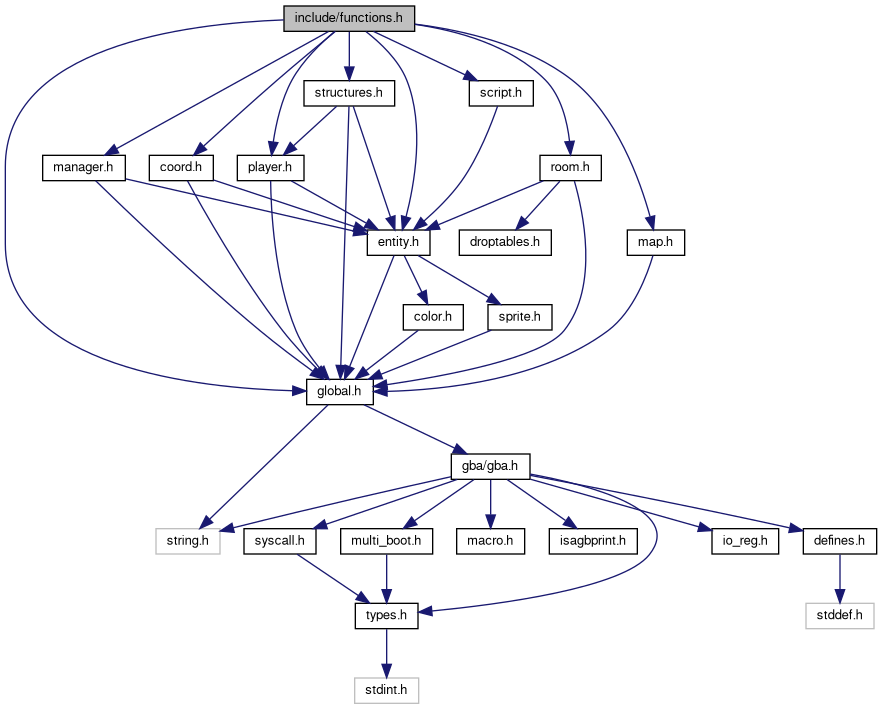 include/functions.h
structures.h
script.h
manager.h
coord.h
player.h
room.h
entity.h
droptables.h
map.h
color.h
sprite.h
global.h
gba/gba.h
string.h
syscall.h
multi_boot.h
macro.h
isagbprint.h
io_reg.h
defines.h
types.h
stddef.h
stdint.h